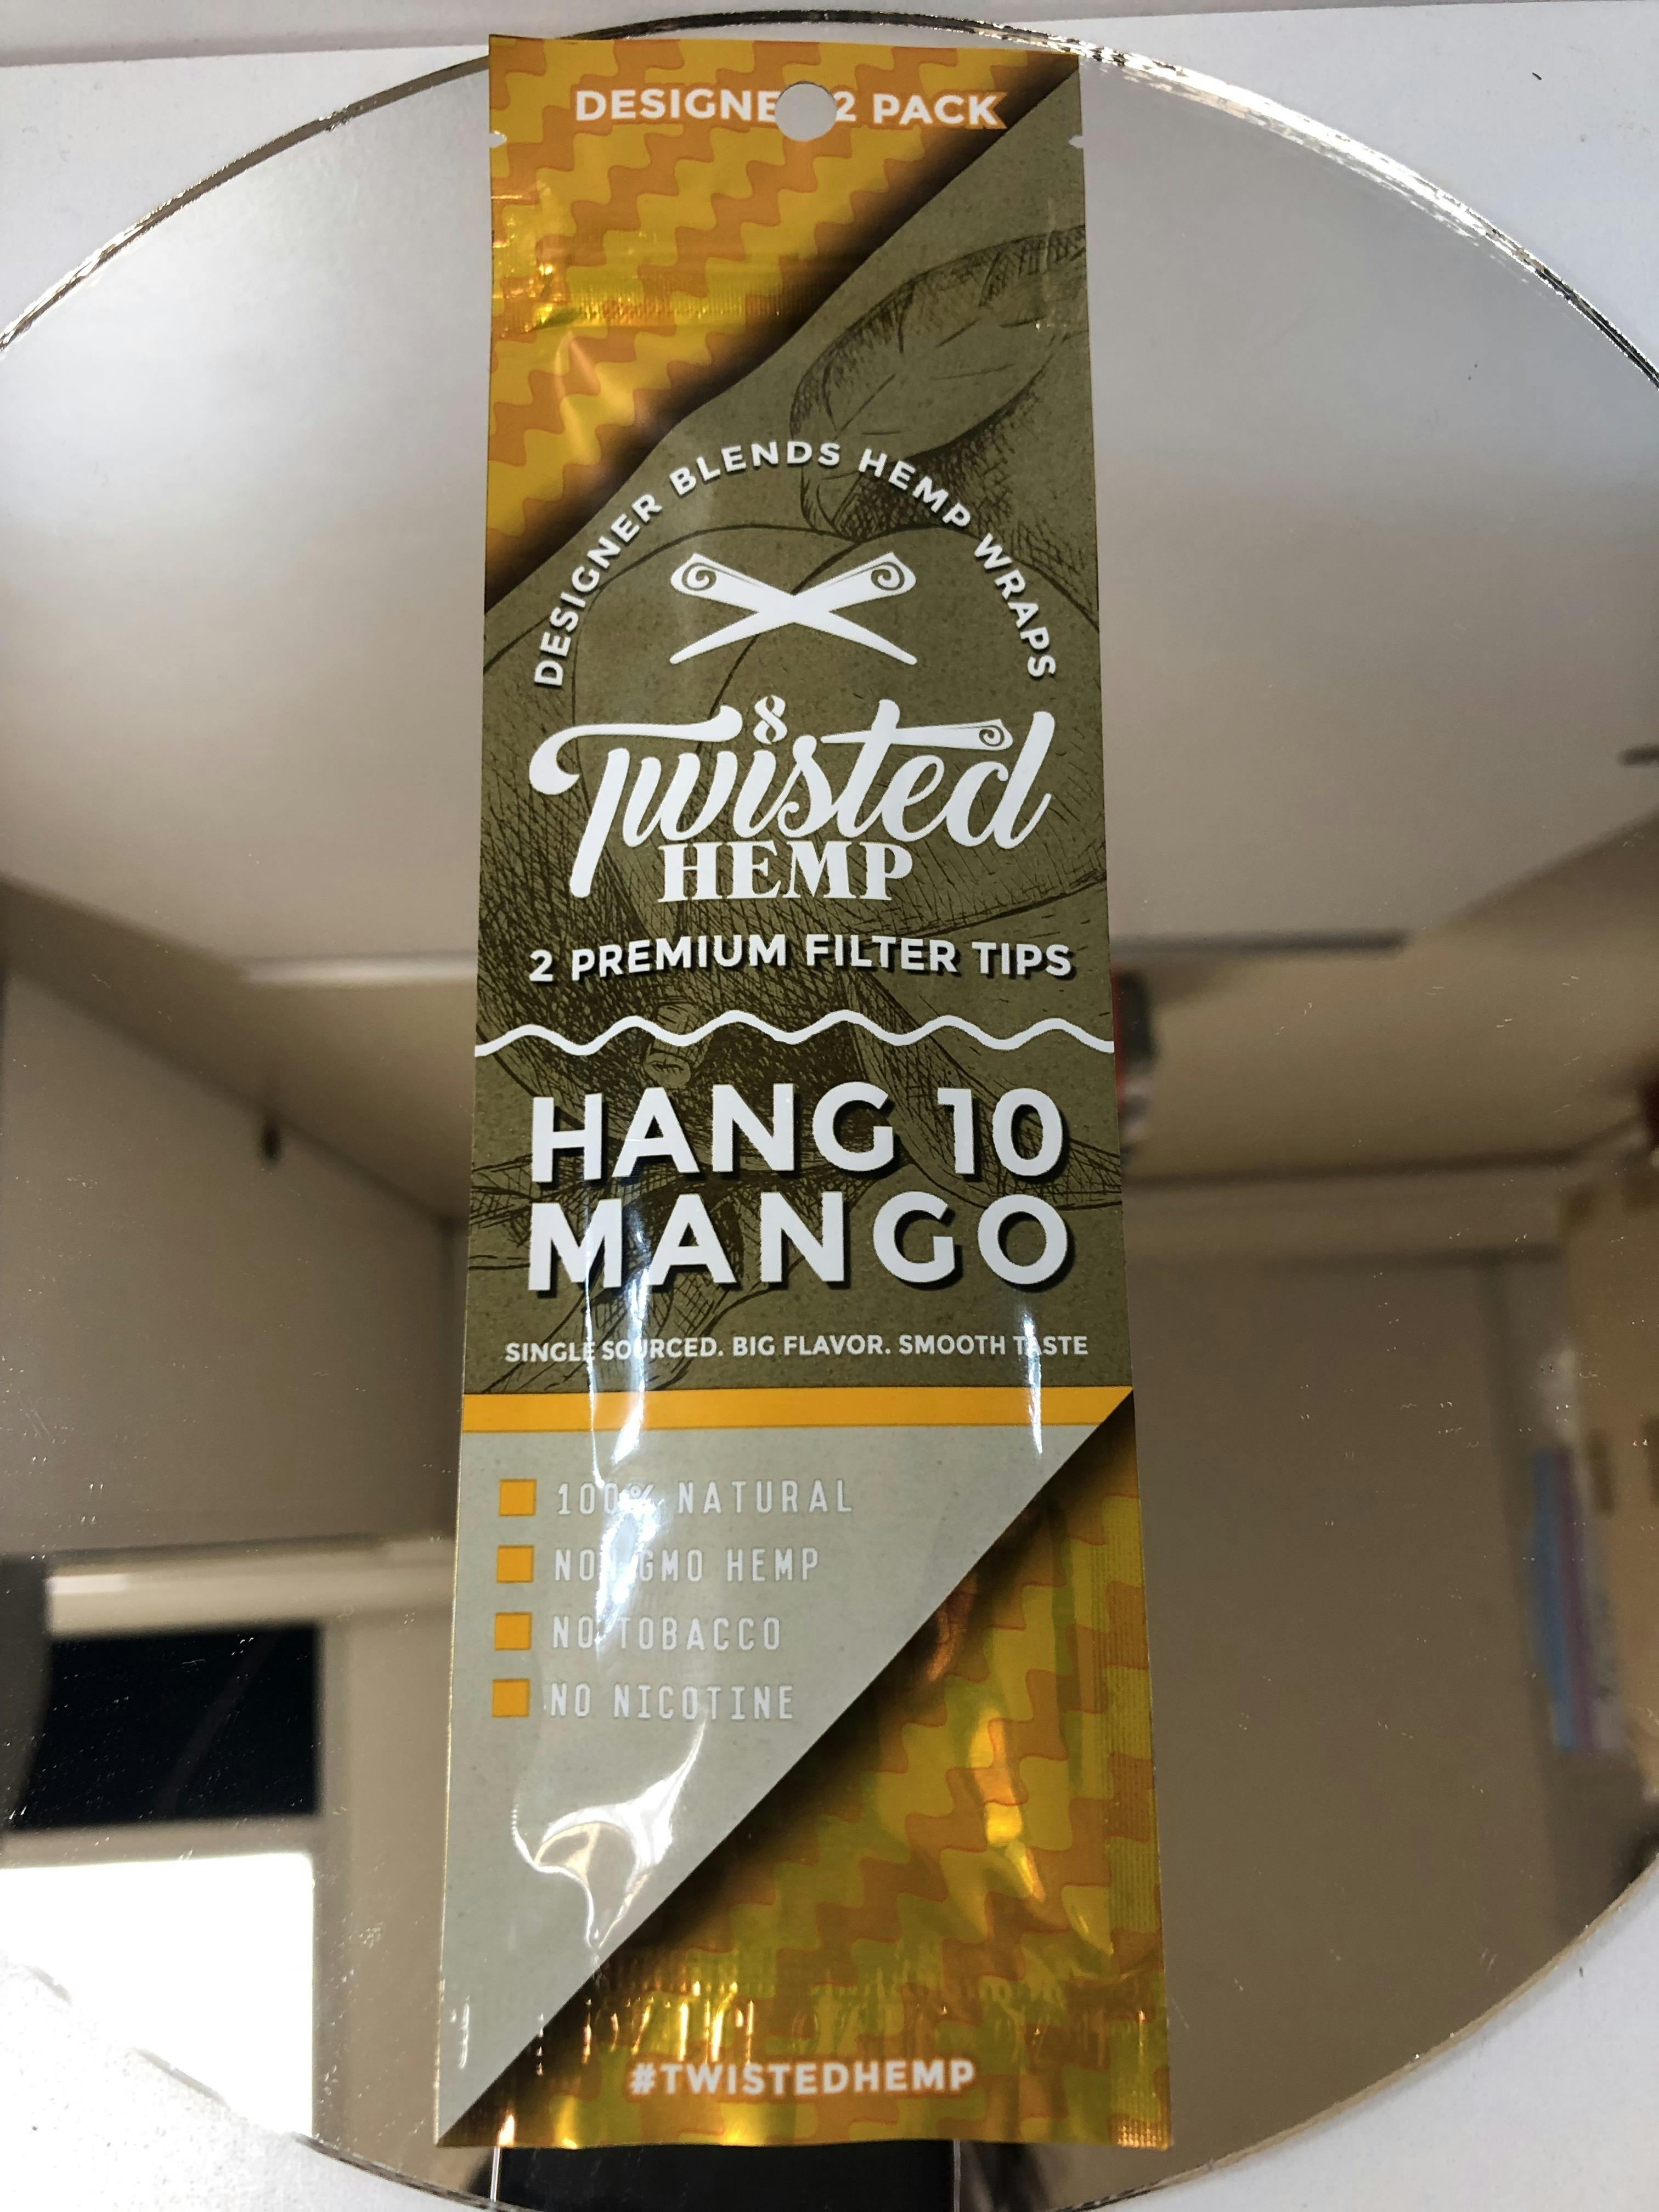 DESIGNE 2 PACK
DESIGNER BLENDS HEMP WRAPS
Twisted
HEMP
2 PREMIUM FILTER TIPS
HANG 10
MANGO
SINGLE SOURCED. BIG FLAVOR. SMOOTH TASTE
100% NATURAL
NON GMO HEMP
NO TOBACCO
NO NICOTINE
#TWISTEDHEMP